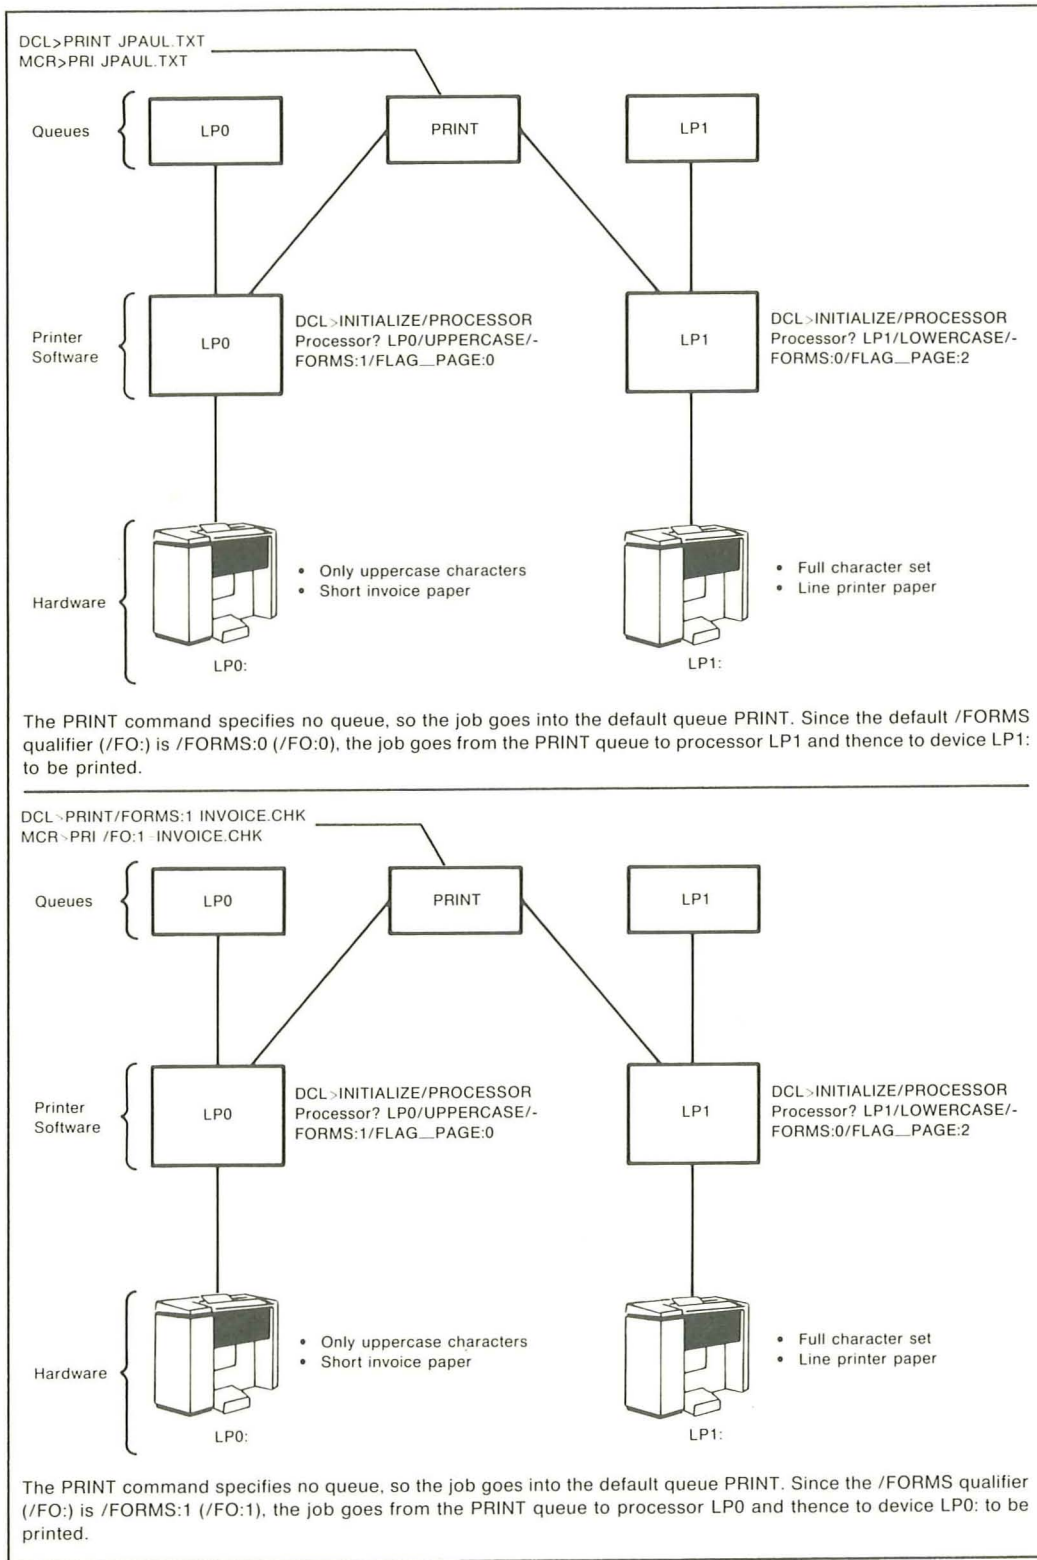 DCL>PRINT JPAUL.TXT
MCR>PRI JPAUL.TXT
Queues
LP0
PRINT
LP1
Printer
Software
LP0
DCL>INITIALIZE/PROCESSOR
Processor? LP0/UPPERCASE/-
FORMS:1/FLAG__PAGE:0
LP1
DCL>INITIALIZE/PROCESSOR
Processor? LP1/LOWERCASE/-
FORMS:0/FLAG__PAGE:2
Hardware
• Only uppercase characters
• Short invoice paper
LP0:
• Full character set
• Line printer paper
LP1:
The PRINT command specifies no queue, so the job goes into the default queue PRINT. Since the default /FORMS
qualifier (/FO:) is /FORMS:0 (/FO:0), the job goes from the PRINT queue to processor LP1 and thence to device LP1:
to be printed.
DCL>PRINT/FORMS:1 INVOICE.CHK
MCR>PRI /FO:1 INVOICE.CHK
Queues
LP0
PRINT
LP1
Printer
Software
LP0
DCL>INITIALIZE/PROCESSOR
Processor? LP0/UPPERCASE/-
FORMS:1/FLAG__PAGE:0
LP1
DCL>INITIALIZE/PROCESSOR
Processor? LP1/LOWERCASE/-
FORMS:0/FLAG__PAGE:2
Hardware
• Only uppercase characters
• Short invoice paper
LP0:
• Full character set
• Line printer paper
LP1:
The PRINT command specifies no queue, so the job goes into the default queue PRINT. Since the /FORMS qualifier
(/FO:) is /FORMS:1 (/FO:1), the job goes from the PRINT queue to processor LP0 and thence to device LP0: to be
printed.